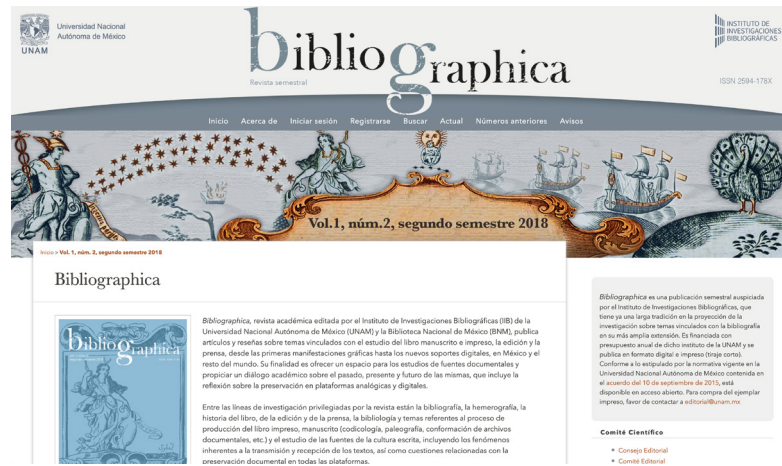 Universidad Nacional
Autónoma de México
UNAM
bibliographica
Revista semestral
INSTITUTO DE
INVESTIGACIONES
BIBLIOGRÁFICAS
ISSN 2594-178X
Inicio Acerca de Iniciar sesión Registrarse Buscar Actual Números anteriores Avisos
Vol.1, núm.2, segundo semestre 2018
Inicio > Vol. 1, núm. 2, segundo semestre 2018
Bibliographica
bibliographica
Bibliographica, revista académica editada por el Instituto de Investigaciones Bibliográficas (IIB) de la
Universidad Nacional Autónoma de México (UNAM) y la Biblioteca Nacional de México (BNM), publica
artículos y reseñas sobre temas vinculados con el estudio del libro manuscrito e impreso, la edición y la
prensa, desde las primeras manifestaciones gráficas hasta los nuevos soportes digitales, en México y el
resto del mundo. Su finalidad es ofrecer un espacio para los estudios de fuentes documentales y
propiciar un diálogo académico sobre el pasado, presente y futuro de las mismas, que incluye la
reflexión sobre la preservación en plataformas analógicas y digitales.
Entre las líneas de investigación privilegiadas por la revista están la bibliografía, la hemerografía, la
historia del libro, de la edición y de la prensa, la bibliología y temas referentes al proceso de
producción del libro impreso, manuscrito (codicología, paleografía, conformación de archivos
documentales, etc.) y el estudio de las fuentes de la cultura escrita, incluyendo los fenómenos
inherentes a la transmisión y recepción de los textos, así como cuestiones relacionadas con la
preservación documental en todas las plataformas.
Bibliographica es una publicación semestral auspiciada
por el Instituto de Investigaciones Bibliográficas, que
tiene ya una larga tradición en la proyección de la
investigación sobre temas vinculados con la bibliografía
en su más amplia extensión. Es financiada con
presupuesto anual de dicho instituto de la UNAM y se
publica en formato digital e impreso (tiraje corto).
Conforme a lo estipulado por la normativa vigente en la
Universidad Nacional Autónoma de México contenida en
el acuerdo del 10 de septiembre de 2015, está
disponible en acceso abierto. Para compra del ejemplar
impreso, favor de contactar a editorial@unam.mx
Comité Científico
Consejo Editorial
Comité Editorial